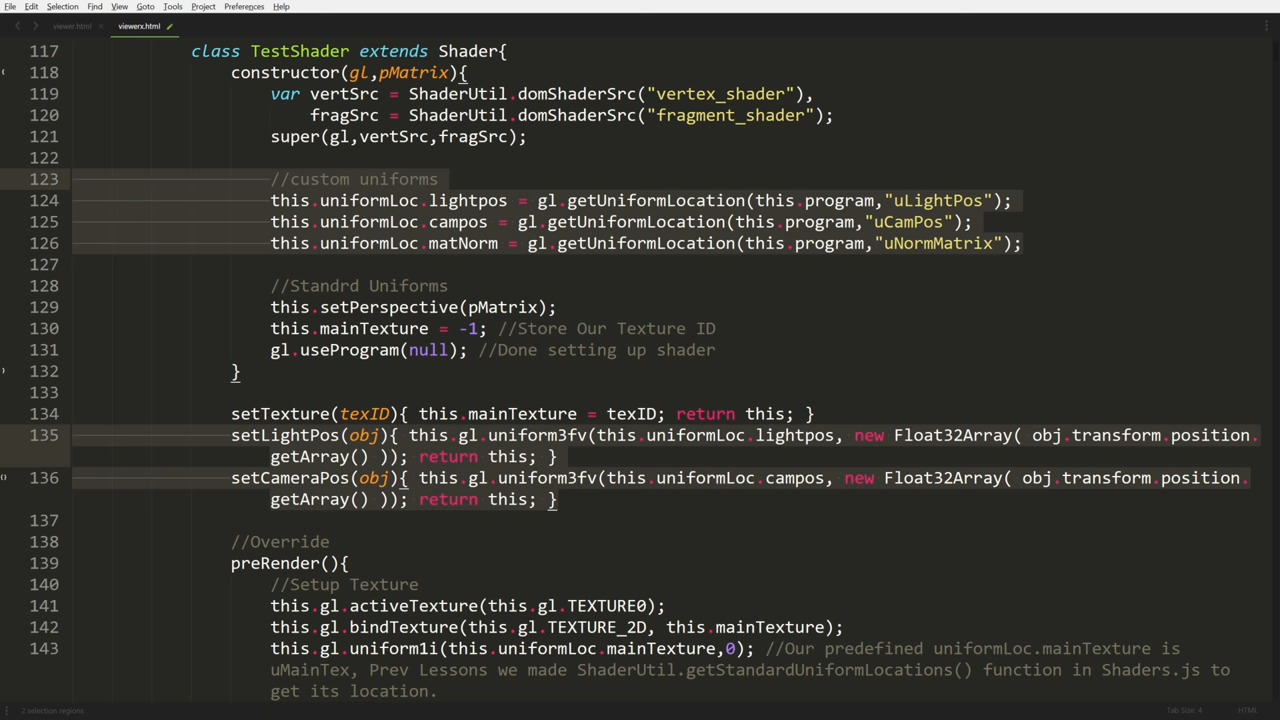 File Edit Selection Find View Goto Tools Project Preferences Help
viewer.html × viewerx.html
117 class TestShader extends Shader{
118 constructor(gl,pMatrix){
119 var vertSrc = ShaderUtil.domShaderSrc("vertex_shader"),
120 fragSrc = ShaderUtil.domShaderSrc("fragment_shader");
121 super(gl,vertSrc,fragSrc);
122
123 //custom uniforms
124 this.uniformLoc.lightpos = gl.getUniformLocation(this.program,"uLightPos");
125 this.uniformLoc.campos = gl.getUniformLocation(this.program,"uCamPos");
126 this.uniformLoc.matNorm = gl.getUniformLocation(this.program,"uNormMatrix");
127
128 //Standrd Uniforms
129 this.setPerspective(pMatrix);
130 this.mainTexture = -1; //Store Our Texture ID
131 gl.useProgram(null); //Done setting up shader
132 }
133
134 setTexture(texID){ this.mainTexture = texID; return this; }
135 setLightPos(obj){ this.gl.uniform3fv(this.uniformLoc.lightpos, new Float32Array( obj.transform.position.
getArray() )); return this; }
136 setCameraPos(obj){ this.gl.uniform3fv(this.uniformLoc.campos, new Float32Array( obj.transform.position.
getArray() )); return this; }
137
138 //Override
139 preRender(){
140 //Setup Texture
141 this.gl.activeTexture(this.gl.TEXTURE0);
142 this.gl.bindTexture(this.gl.TEXTURE_2D, this.mainTexture);
143 this.gl.uniform1i(this.uniformLoc.mainTexture,0); //Our predefined uniformLoc.mainTexture is
uMainTex, Prev Lessons we made ShaderUtil.getStandardUniformLocations() function in Shaders.js to
get its location.
2 selection regions Tab Size: 4 HTML